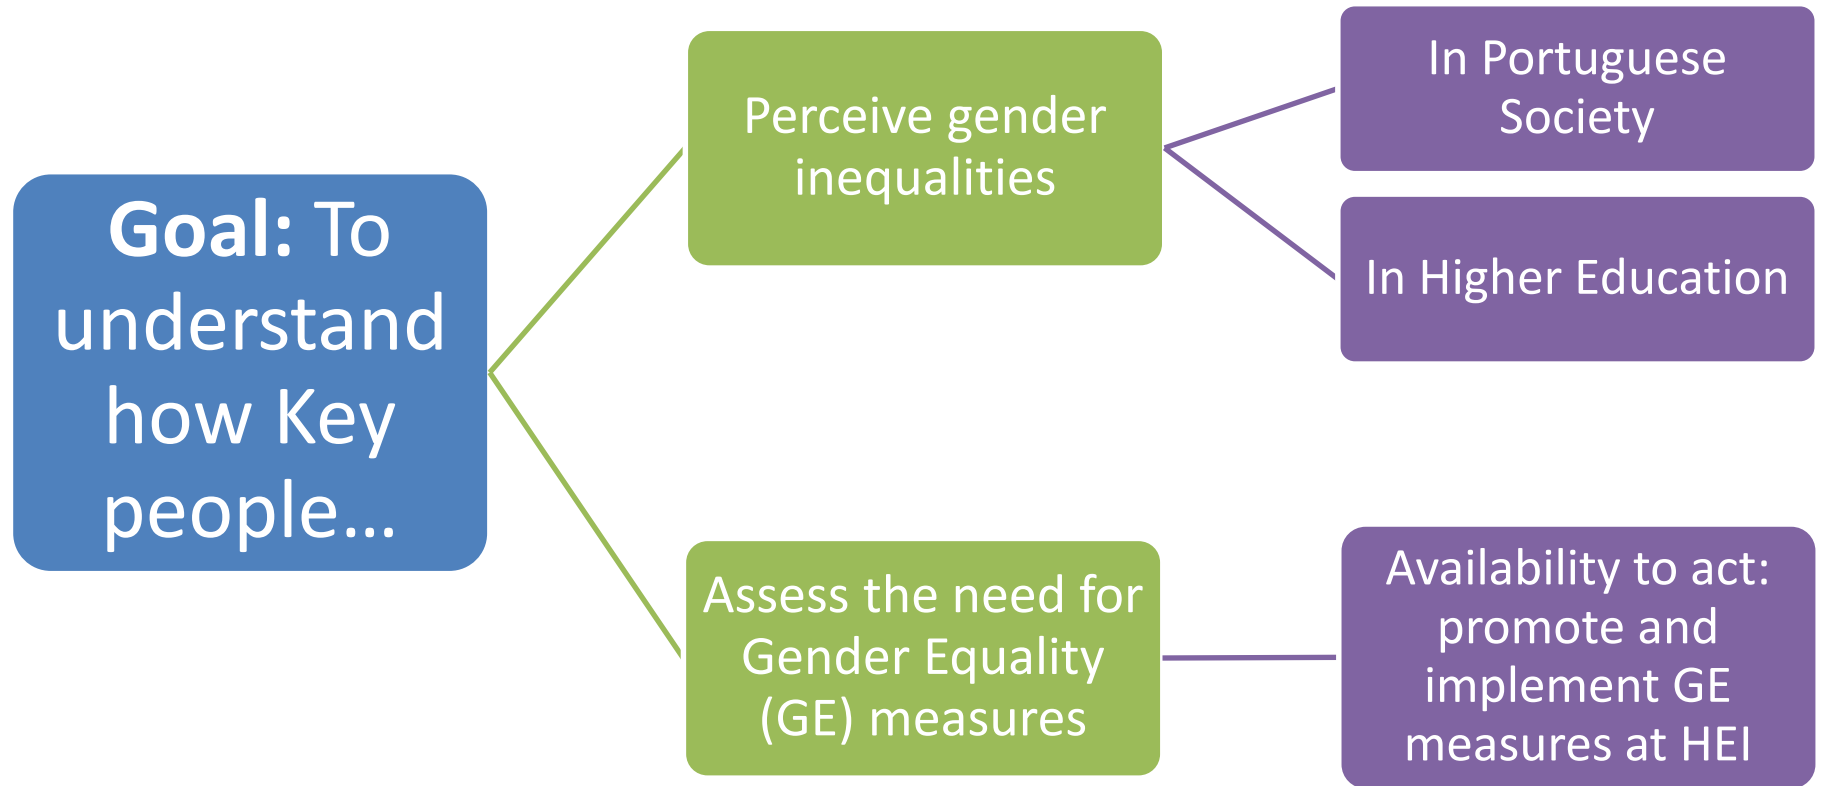 Goal: To
understand
how Key
people...
Perceive gender
inequalities
In Portuguese
Society
In Higher Education
Assess the need for
Gender Equality
(GE) measures
Availability to act:
promote and
implement GE
measures at HEI